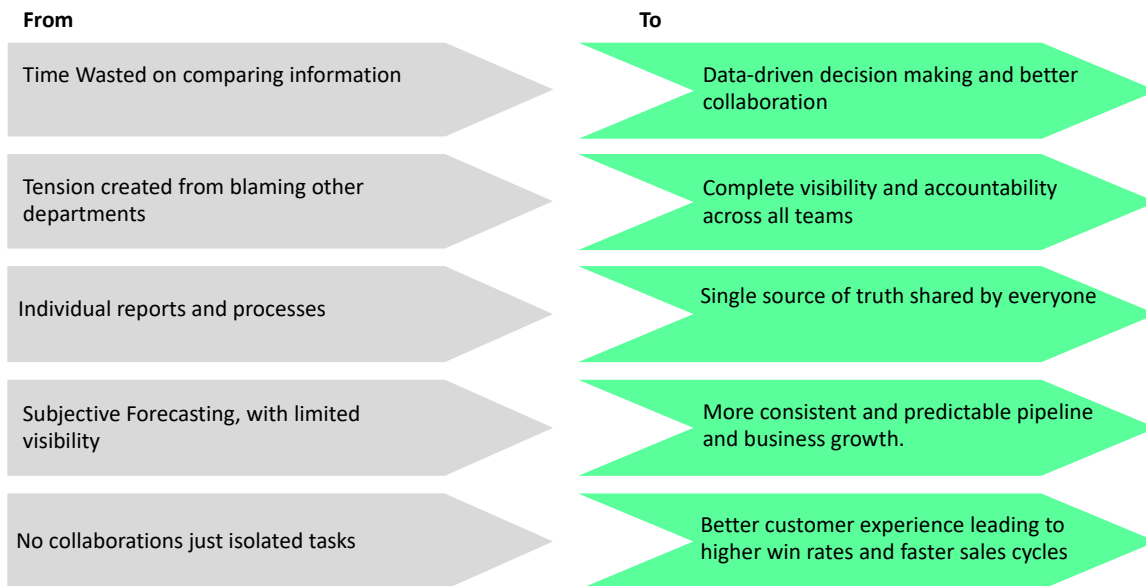 From
To
Time Wasted on comparing information
Data-driven decision making and better
collaboration
Tension created from blaming other
departments
Complete visibility and accountability
across all teams
Individual reports and processes
Single source of truth shared by everyone
Subjective Forecasting, with limited
visibility
More consistent and predictable pipeline
and business growth.
No collaborations just isolated tasks
Better customer experience leading to
higher win rates and faster sales cycles